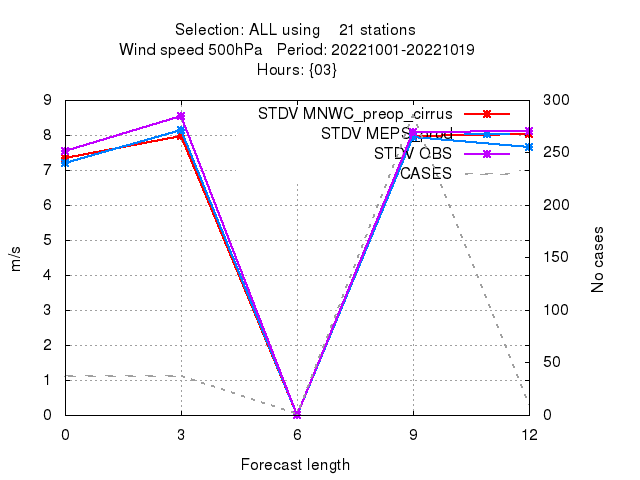 Selection: ALL using    21 stations
Wind speed 500hPa   Period: 20221001-20221019
Hours: {03}
STDV MNWC_preop_cirrus
STDV MEPS_prod
STDV OBS
CASES
9
8
7
6
5
4
3
2
1
0
m/s
300
250
200
150
100
50
0
No cases
0 3 6 9 12
Forecast length